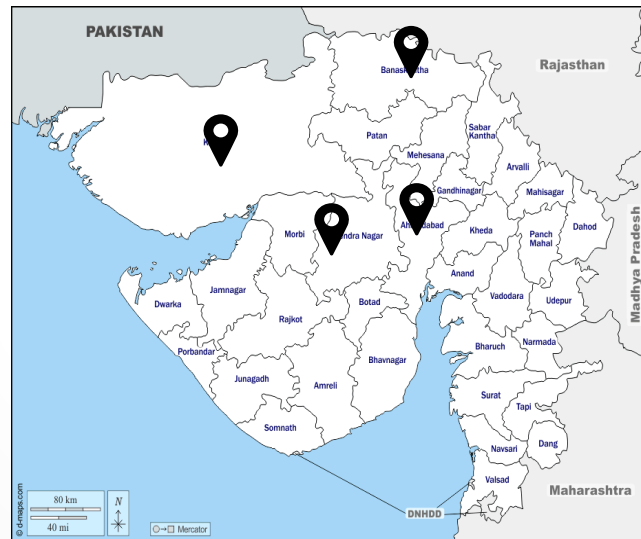 PAKISTAN
Rajasthan
Patan
Mehesana
Sabar
Kantha
Arvalli
Gandhinagar
Mahisagar
Morbi
Kheda
Panch
Mahal
Dahod
Madhya Pradesh
Anand
Dwarka
Jamnagar
Rajkot
Botad
Vadodara
Udepur
Porbandar
Junagadh
Amreli
Bhavnagar
Bharuch
Narmada
Somnath
Surat
Tapi
Navsari
Dang
Valsad
Maharashtra
DNHDD
80 km
40 mi
N
Mercator
© d-maps.com